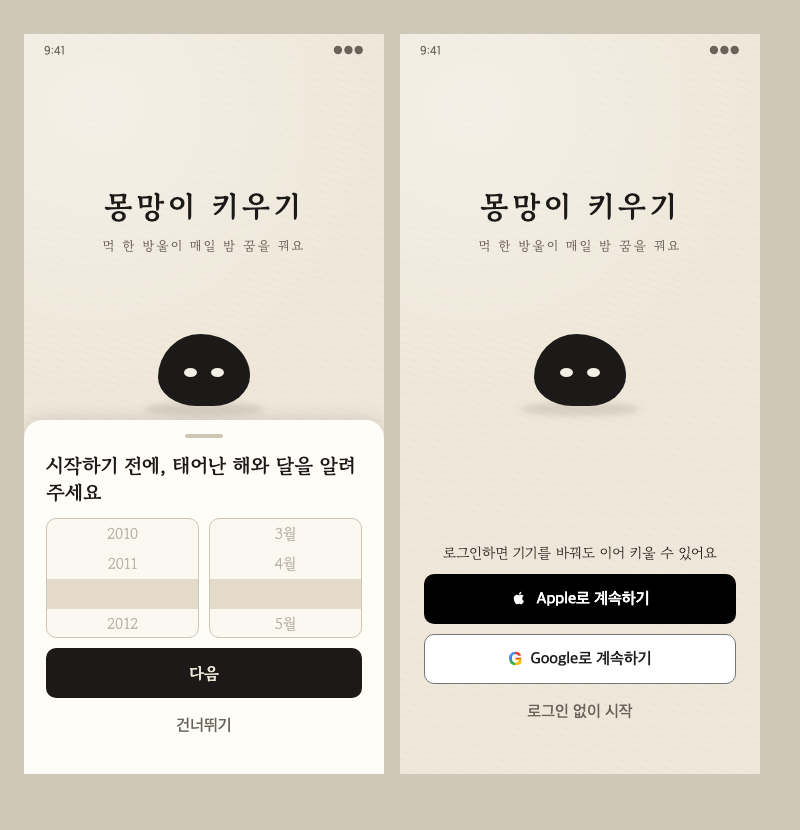 9:41
몽망이 키우기
먹 한 방울이 매일 밤 꿈을 꿔요
시작하기 전에, 태어난 해와 달을 알려
주세요
2010
3월
2011
4월
2012
5월
다음
건너뛰기
9:41
몽망이 키우기
먹 한 방울이 매일 밤 꿈을 꿔요
로그인하면 기기를 바꿔도 이어 키울 수 있어요
Apple로 계속하기
Google로 계속하기
로그인 없이 시작